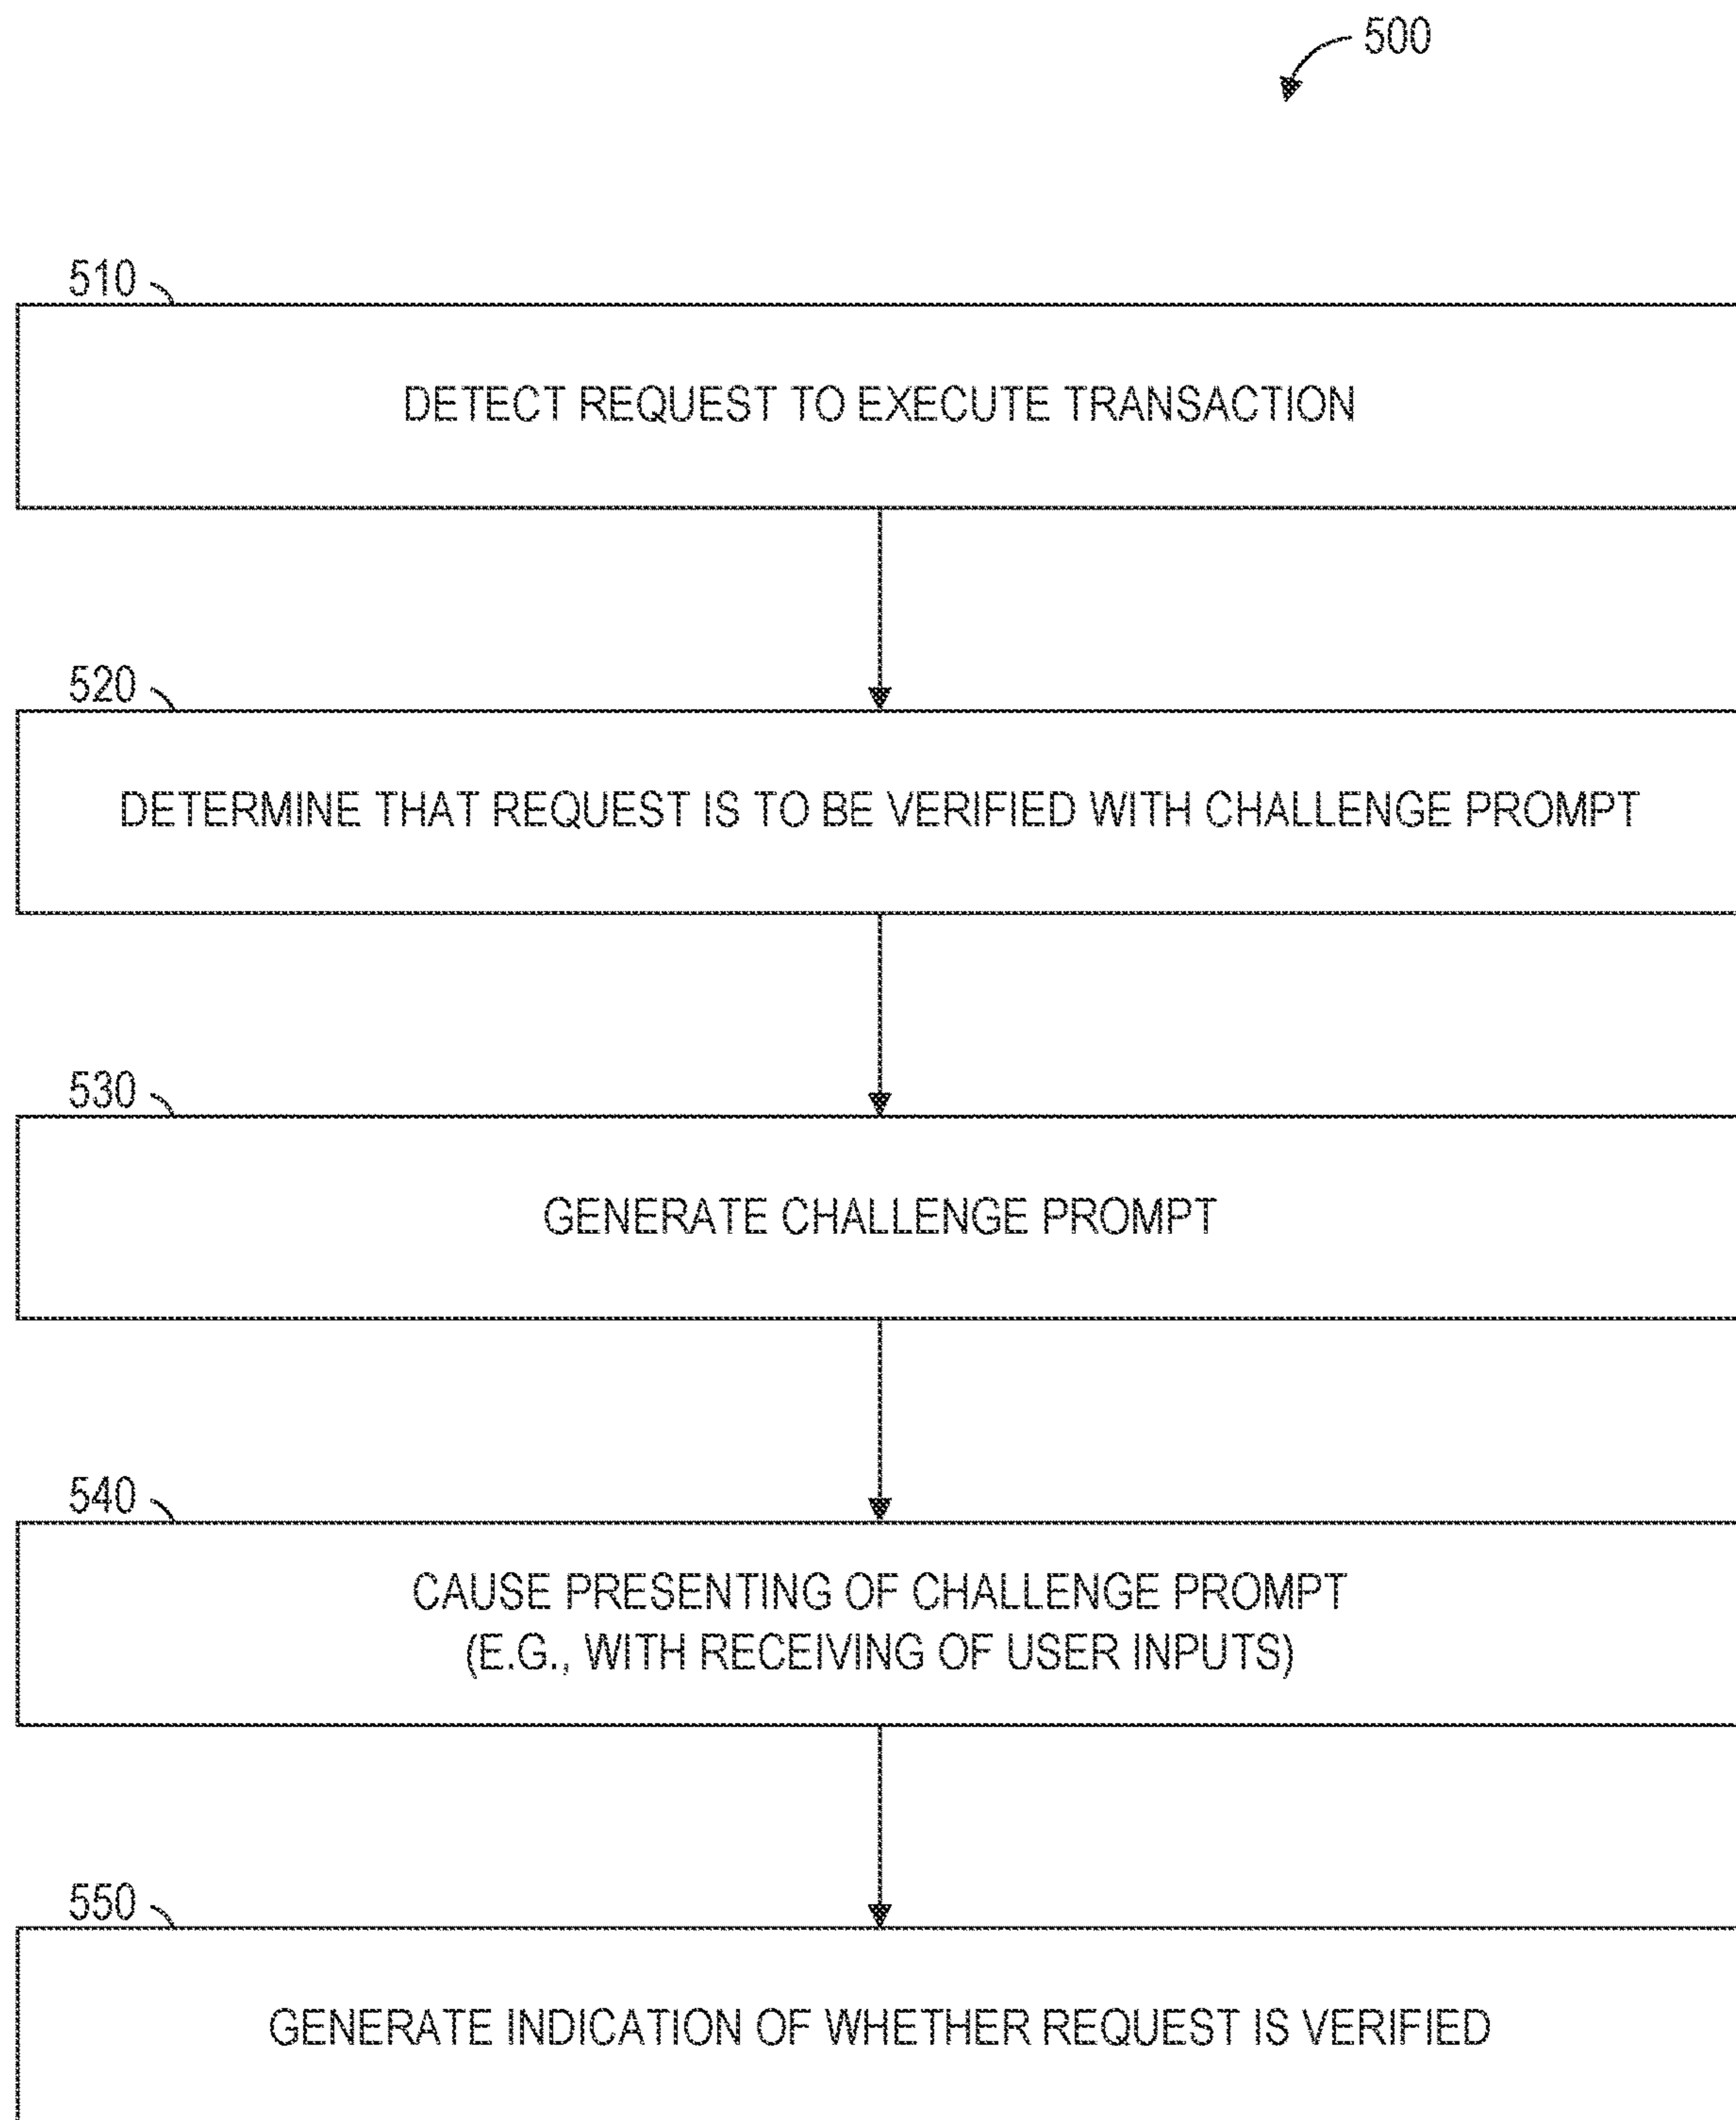 500
510
DETECT REQUEST TO EXECUTE TRANSACTION
520
DETERMINE THAT REQUEST IS TO BE VERIFIED WITH CHALLENGE PROMPT
530
GENERATE CHALLENGE PROMPT
540
CAUSE PRESENTING OF CHALLENGE PROMPT
(E.G., WITH RECEIVING OF USER INPUTS)
550
GENERATE INDICATION OF WHETHER REQUEST IS VERIFIED